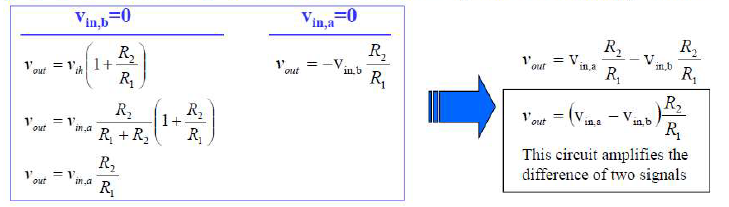 v_in,b=0
v_out = v_th (1 + R_2/R_1)
v_out = v_in,a R_2/(R_1 + R_2) (1 + R_2/R_1)
v_out = v_in,a R_2/R_1
v_in,a=0
v_out = -v_in,b R_2/R_1
v_out = v_in,a R_2/R_1 - v_in,b R_2/R_1
v_out = (v_in,a - v_in,b) R_2/R_1
This circuit amplifies the
difference of two signals